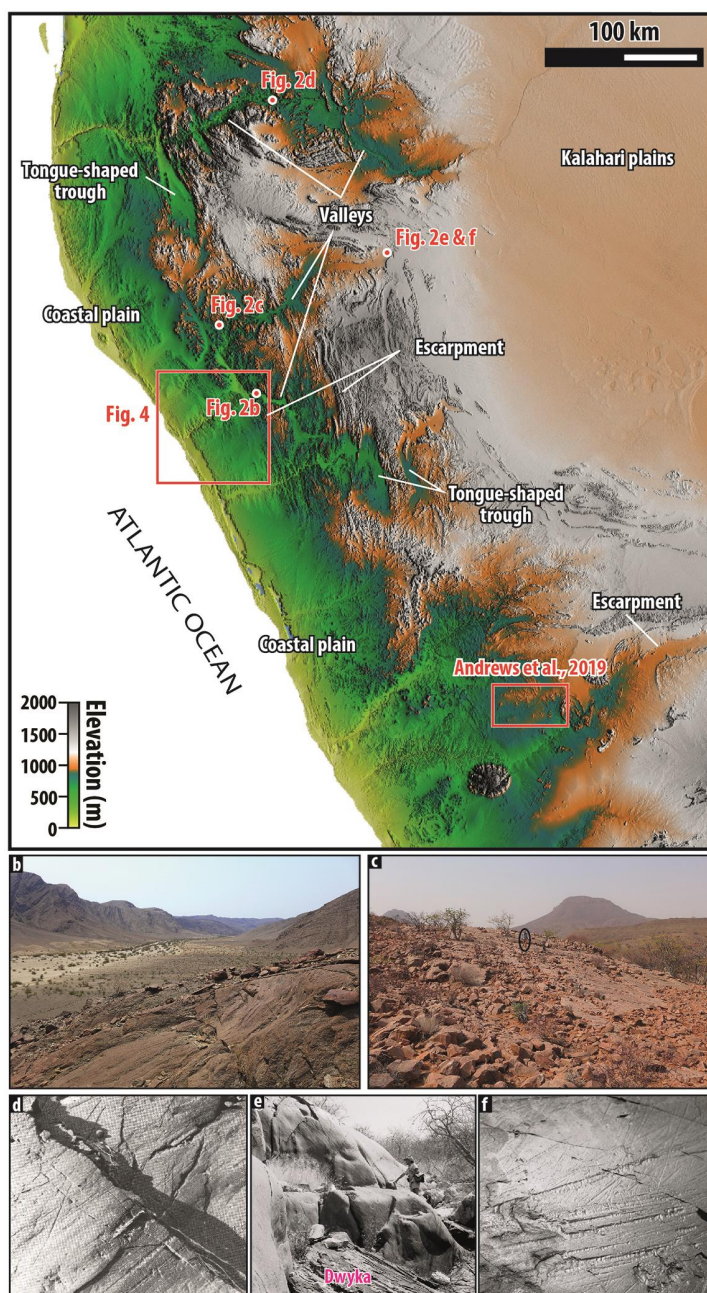 100 km
Fig. 2d
Kalahari plains
Tongue-shaped
trough
Valleys
Fig. 2e & f
Fig. 2c
Coastal plain
Escarpment
Fig. 4
Fig. 2b
Tongue-shaped
trough
ATLANTIC OCEAN
Escarpment
Coastal plain
Andrews et al., 2019
Elevation (m)
2000
1500
1000
500
0
b
c
d
e
f
Dwyka